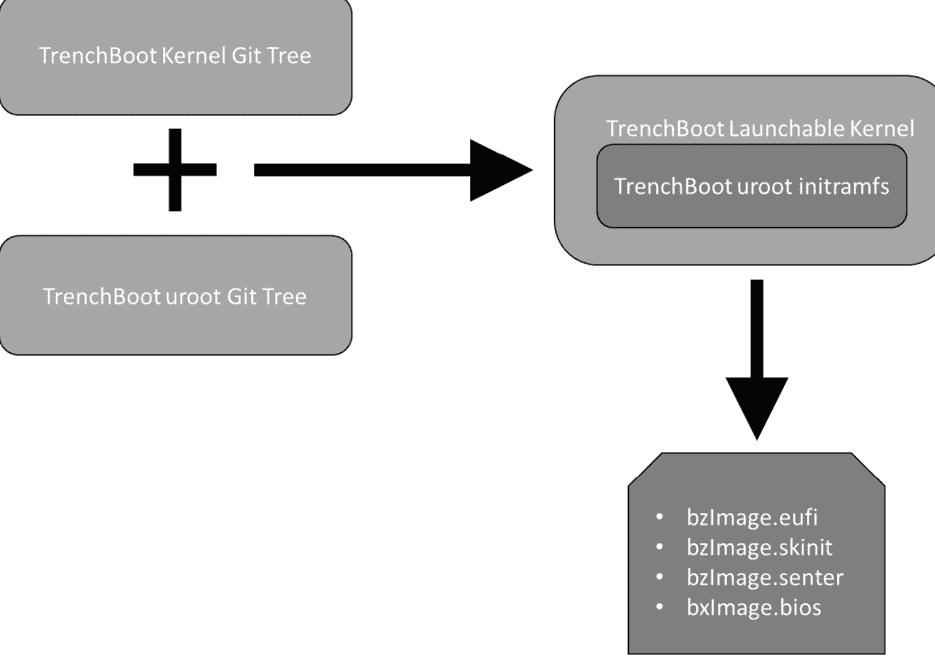 TrenchBoot Kernel Git Tree
TrenchBoot uroot Git Tree
TrenchBoot Launchable Kernel
TrenchBoot uroot initramfs
• bzImage.eufi
• bzImage.skinit
• bzImage.senter
• bxImage.bios